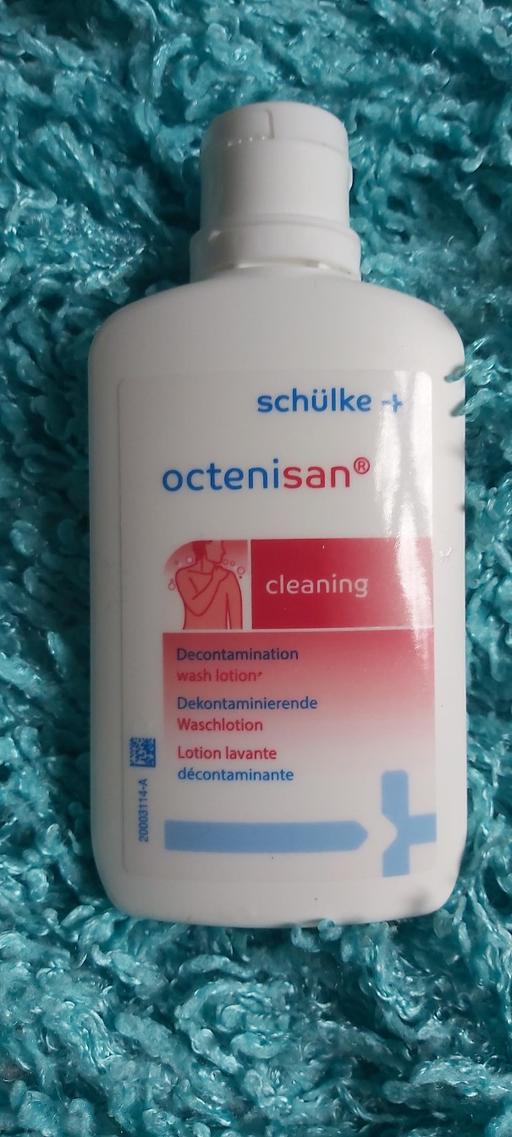 schülke -+
octenisan®
cleaning
Decontamination
wash lotion*
Dekontaminierende
Waschlotion
Lotion lavante
décontaminante
20003114-A